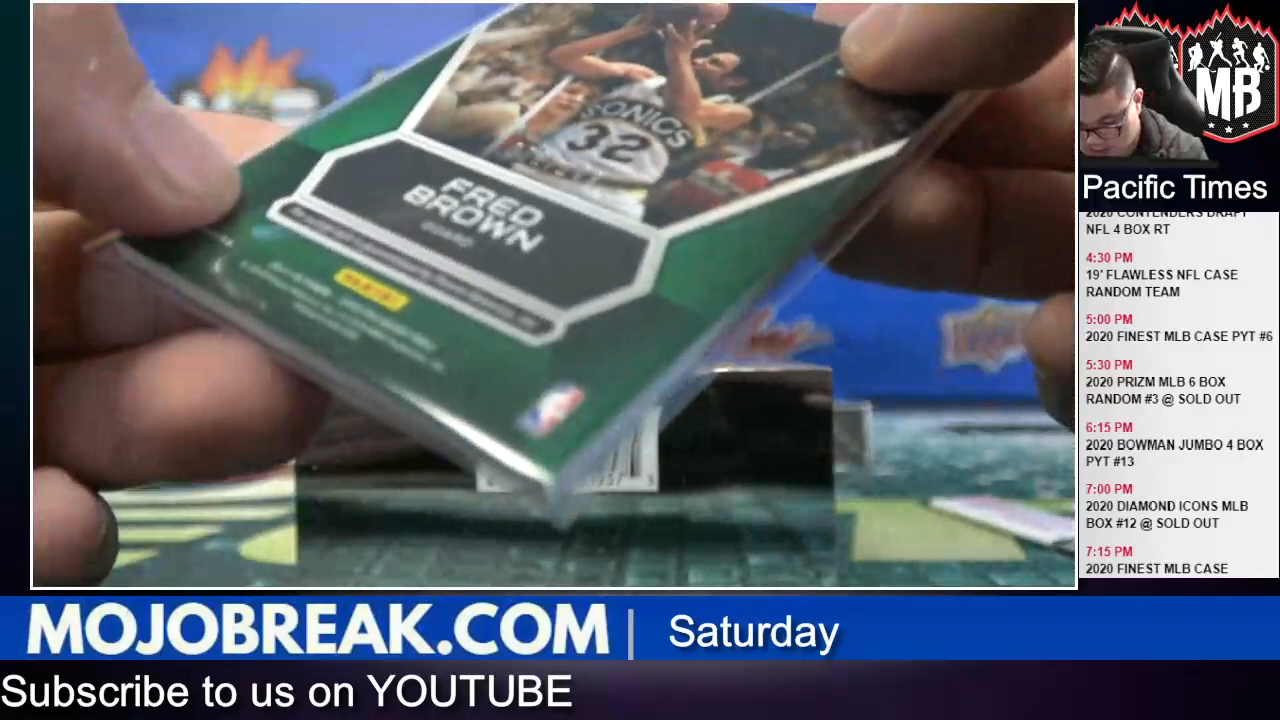 SONICS
32
FRED
BROWN
GUARD
PANINI
MB
Pacific Times
2020 CONTENDERS DRAFT
NFL 4 BOX RT
4:30 PM
19' FLAWLESS NFL CASE
RANDOM TEAM
5:00 PM
2020 FINEST MLB CASE PYT #6
5:30 PM
2020 PRIZM MLB 6 BOX
RANDOM #3 @ SOLD OUT
6:15 PM
2020 BOWMAN JUMBO 4 BOX
PYT #13
7:00 PM
2020 DIAMOND ICONS MLB
BOX #12 @ SOLD OUT
7:15 PM
2020 FINEST MLB CASE
MOJOBREAK.COM | Saturday
Subscribe to us on YOUTUBE